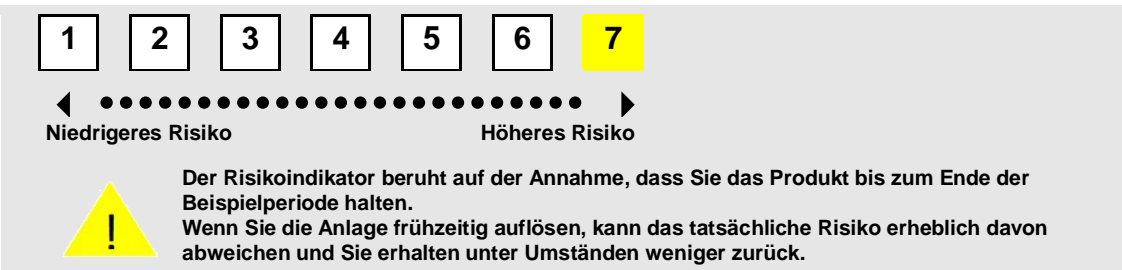 1 2 3 4 5 6 7
Niedrigeres Risiko Höheres Risiko
Der Risikoindikator beruht auf der Annahme, dass Sie das Produkt bis zum Ende der
Beispielperiode halten.
Wenn Sie die Anlage frühzeitig auflösen, kann das tatsächliche Risiko erheblich davon
abweichen und Sie erhalten unter Umständen weniger zurück.
!